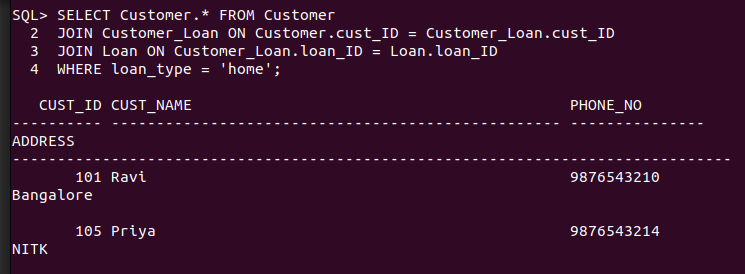 SQL> SELECT Customer.* FROM Customer
  2  JOIN Customer_Loan ON Customer.cust_ID = Customer_Loan.cust_ID
  3  JOIN Loan ON Customer_Loan.loan_ID = Loan.loan_ID
  4  WHERE loan_type = 'home';

   CUST_ID CUST_NAME                                          PHONE_NO
---------- -------------------------------------------------- ---------------
ADDRESS
--------------------------------------------------------------------------------
       101 Ravi                                               9876543210
Bangalore

       105 Priya                                              9876543214
NITK